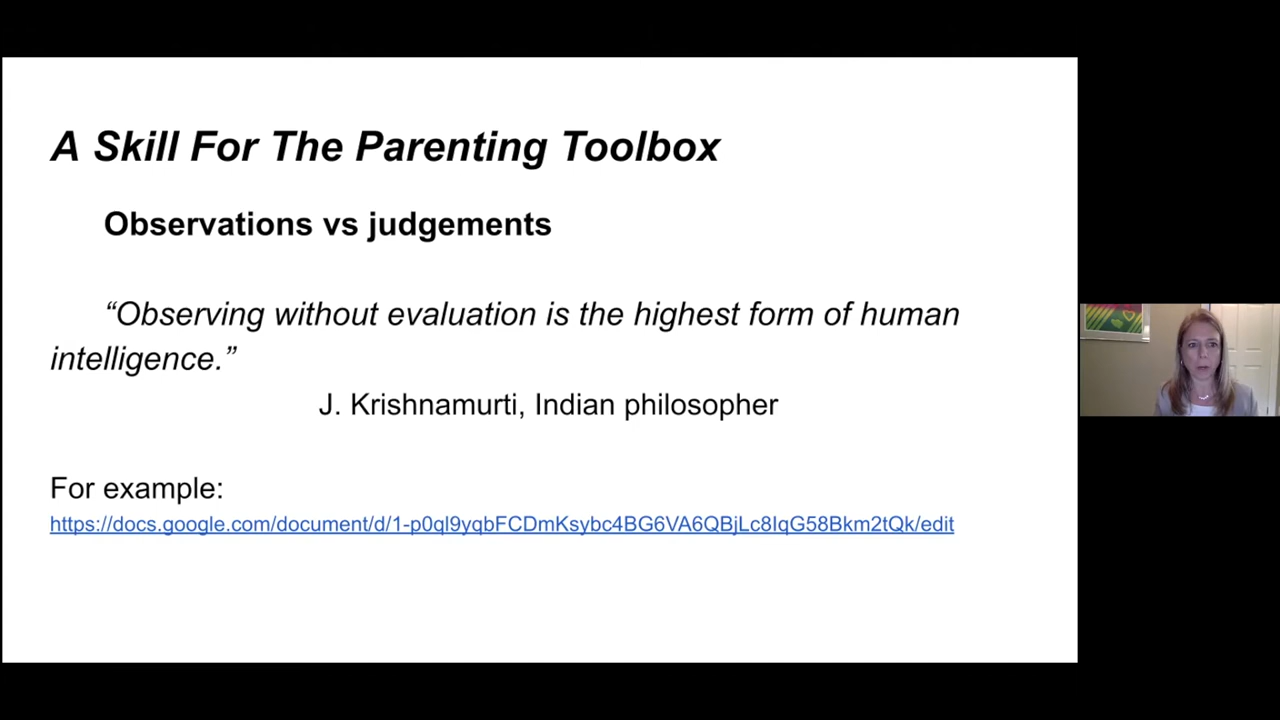 A Skill For The Parenting Toolbox
Observations vs judgements
“Observing without evaluation is the highest form of human
intelligence.”
J. Krishnamurti, Indian philosopher
For example:
https://docs.google.com/document/d/1-p0ql9yqbFCDmKsybc4BG6VA6QBjLc8IqG58Bkm2tQk/edit